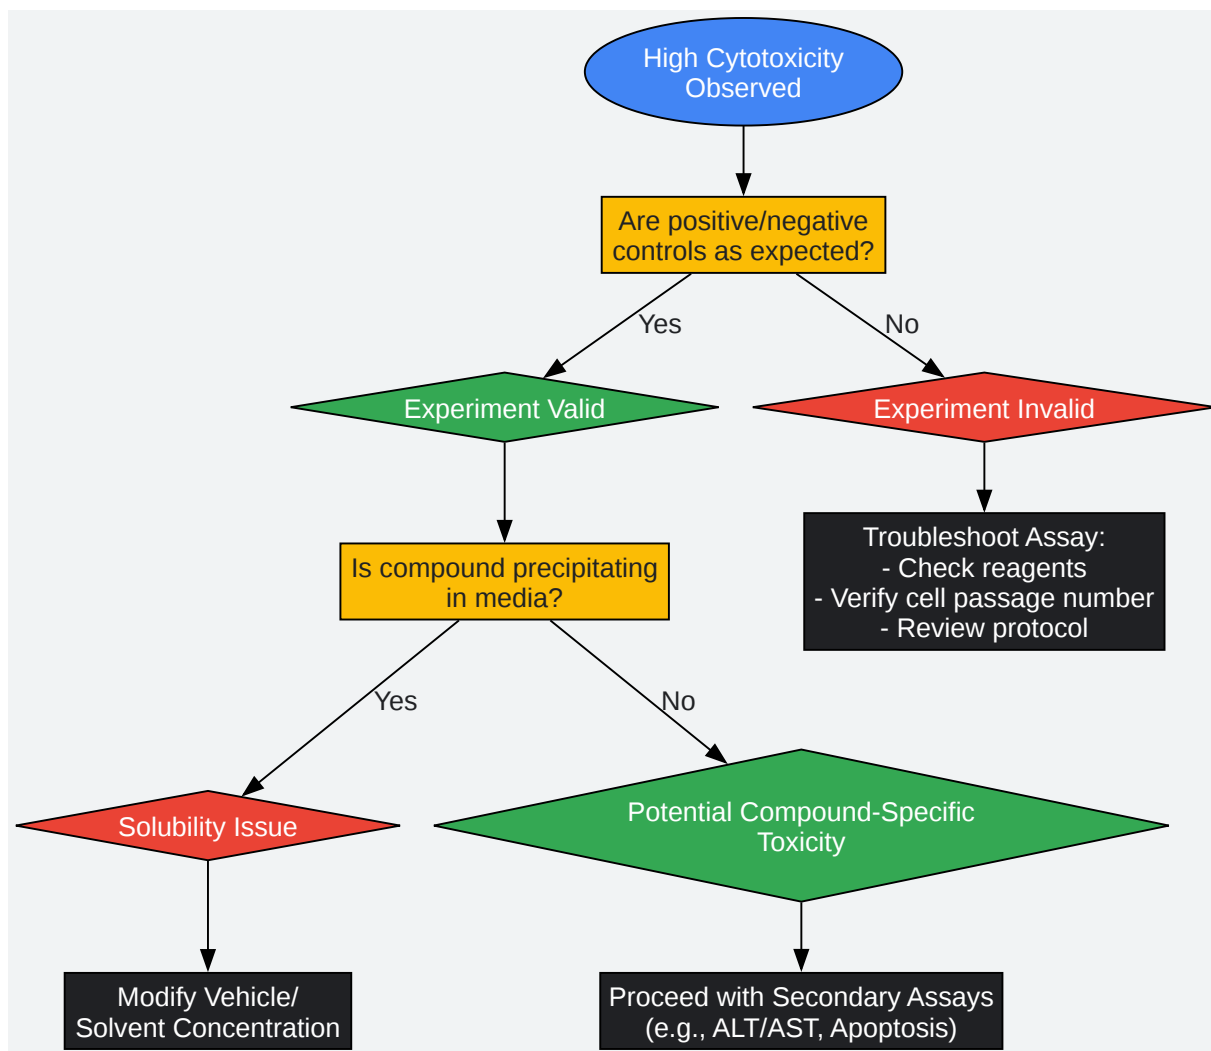 High Cytotoxicity
Observed
Are positive/negative
controls as expected?
Yes
No
Experiment Valid
Experiment Invalid
Is compound precipitating
in media?
Troubleshoot Assay:
- Check reagents
- Verify cell passage number
- Review protocol
Yes
No
Solubility Issue
Potential Compound-Specific
Toxicity
Modify Vehicle/
Solvent Concentration
Proceed with Secondary Assays
(e.g., ALT/AST, Apoptosis)